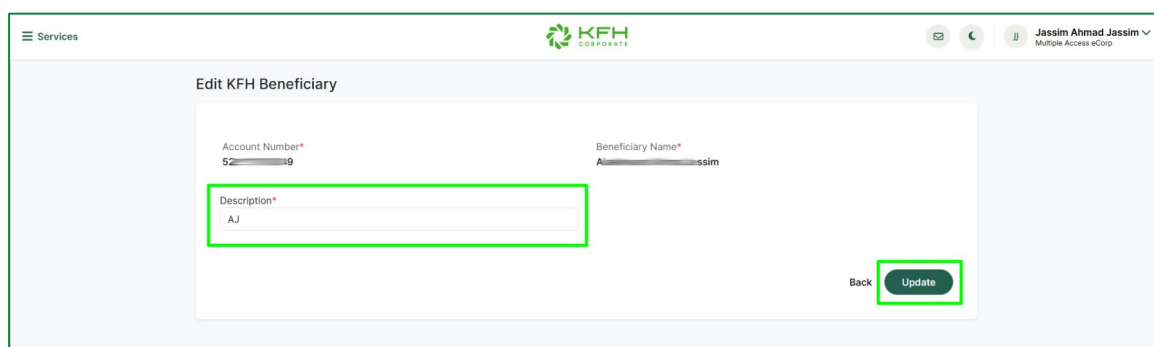 Services
KFH
CORPORATE
JJ
Jassim Ahmad Jassim
Multiple Access eCorp
Edit KFH Beneficiary
Account Number*
Beneficiary Name*
Description*
AJ
Back
Update